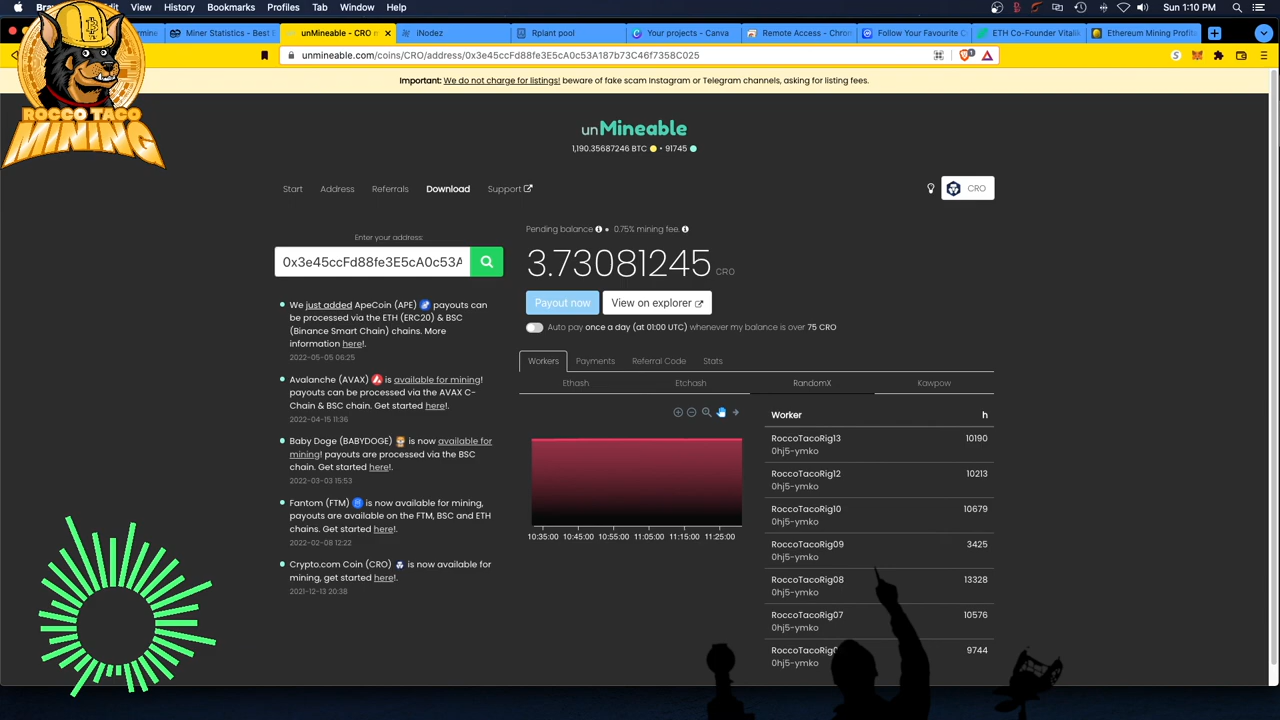 Edit View History Bookmarks Profiles Tab Window Help
Sun 1:10 PM
Miner Statistics - Best E
unMineable - CRO m
iNodez
Rplant pool
Your projects - Canva
Remote Access - Chrom
Follow Your Favourite C
ETH Co-Founder Vitalik
Ethereum Mining Profita
unmineable.com/coins/CRO/address/0x3e45ccFd88fe3E5cA0c53A187b73C46f7358C025
Important: We do not charge for listings! beware of fake scam Instagram or Telegram channels, asking for listing fees.
ROCCO TACO
MINING
unMineable
1,190.35687246 BTC • 91745
Start Address Referrals Download Support
CRO
Enter your address:
0x3e45ccFd88fe3E5cA0c53A
We just added ApeCoin (APE) payouts can
be processed via the ETH (ERC20) & BSC
(Binance Smart Chain) chains. More
information here!.
2022-05-05 06:25
Avalanche (AVAX) is available for mining!
payouts can be processed via the AVAX C-
Chain & BSC chain. Get started here!.
2022-04-15 11:36
Baby Doge (BABYDOGE) is now available for
mining! payouts are processed via the BSC
chain. Get started here!.
2022-03-03 15:53
Fantom (FTM) is now available for mining,
payouts are available on the FTM, BSC and ETH
chains. Get started here!.
2022-02-08 12:22
Crypto.com Coin (CRO) is now available for
mining, get started here!.
2021-12-13 20:38
Pending balance • 0.75% mining fee.
3.73081245 CRO
Payout now View on explorer
Auto pay once a day (at 01:00 UTC) whenever my balance is over 75 CRO
Workers Payments Referral Code Stats
Ethash Etchash RandomX Kawpow
10:35:00 10:45:00 10:55:00 11:05:00 11:15:00 11:25:00
Worker h
RoccoTacoRig13 10190
0hj5-ymko
RoccoTacoRig12 10213
0hj5-ymko
RoccoTacoRig10 10679
0hj5-ymko
RoccoTacoRig09 3425
0hj5-ymko
RoccoTacoRig08 13328
0hj5-ymko
RoccoTacoRig07 10576
0hj5-ymko
9744
0hj5-ymko